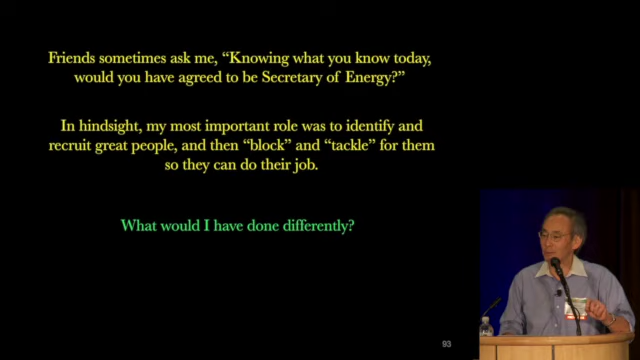 Friends sometimes ask me, “Knowing what you know today,
would you have agreed to be Secretary of Energy?”
In hindsight, my most important role was to identify and
recruit great people, and then “block” and “tackle” for them
so they can do their job.
What would I have done differently?
93